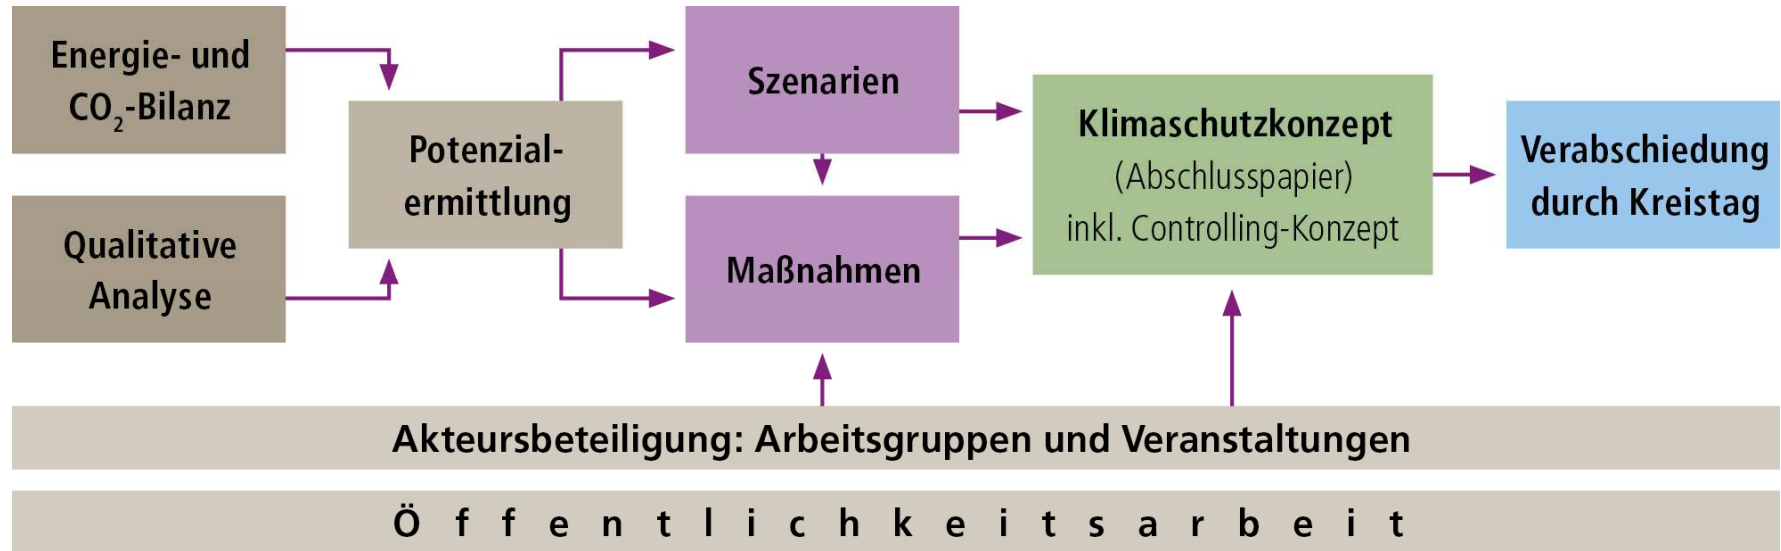 Energie- und
CO₂-Bilanz
Qualitative
Analyse
Potenzial-
ermittlung
Szenarien
Maßnahmen
Klimaschutzkonzept
(Abschlusspapier)
inkl. Controlling-Konzept
Verabschiedung
durch Kreistag
Akteursbeteiligung: Arbeitsgruppen und Veranstaltungen
Öffentlichkeitsarbeit